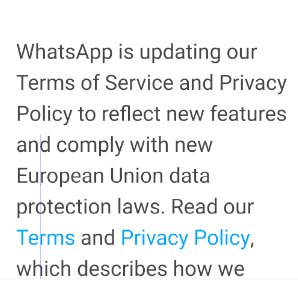 WhatsApp is updating our
Terms of Service and Privacy
Policy to reflect new features
and comply with new
European Union data
protection laws. Read our
Terms and Privacy Policy,
which describes how we